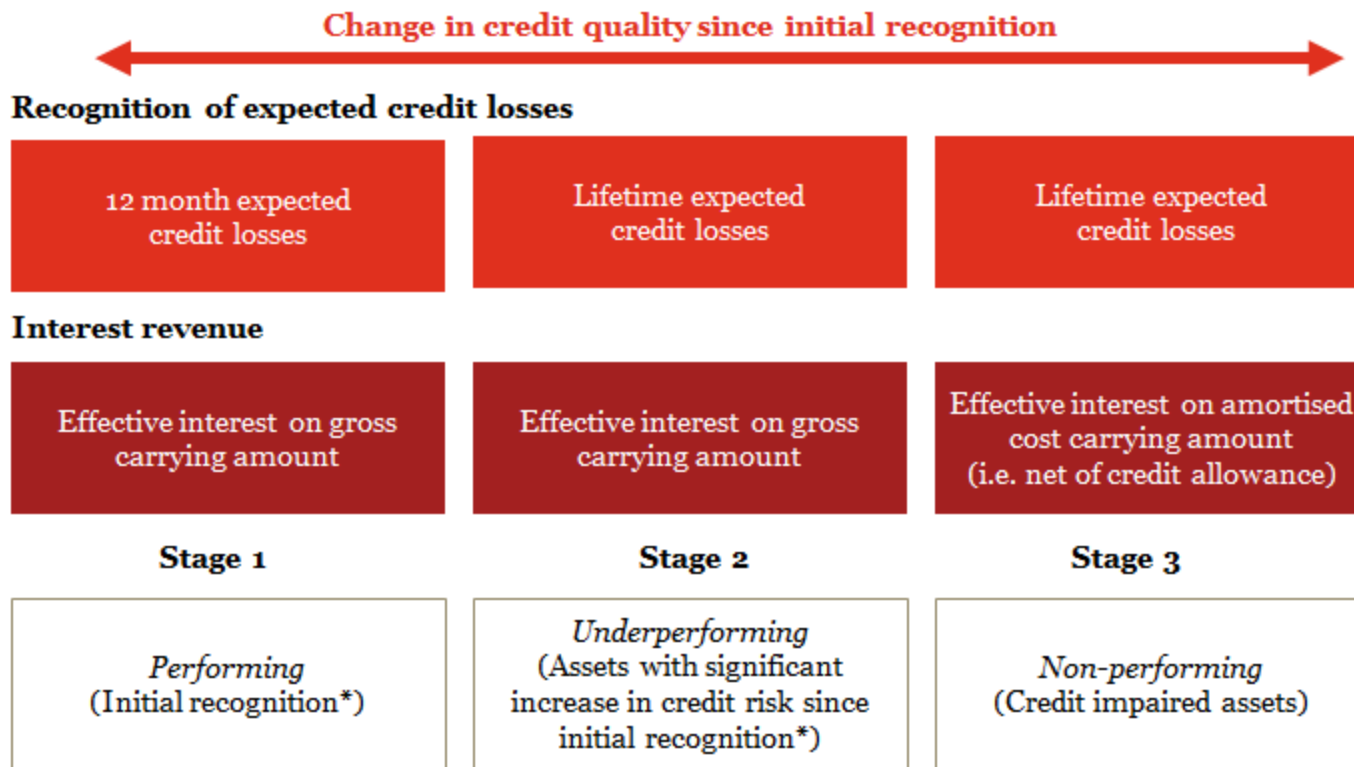 Change in credit quality since initial recognition
Recognition of expected credit losses
12 month expected
credit losses
Lifetime expected
credit losses
Lifetime expected
credit losses
Interest revenue
Effective interest on gross
carrying amount
Effective interest on gross
carrying amount
Effective interest on amortised
cost carrying amount
(i.e. net of credit allowance)
Stage 1
Stage 2
Stage 3
Performing
(Initial recognition*)
Underperforming
(Assets with significant
increase in credit risk since
initial recognition*)
Non-performing
(Credit impaired assets)